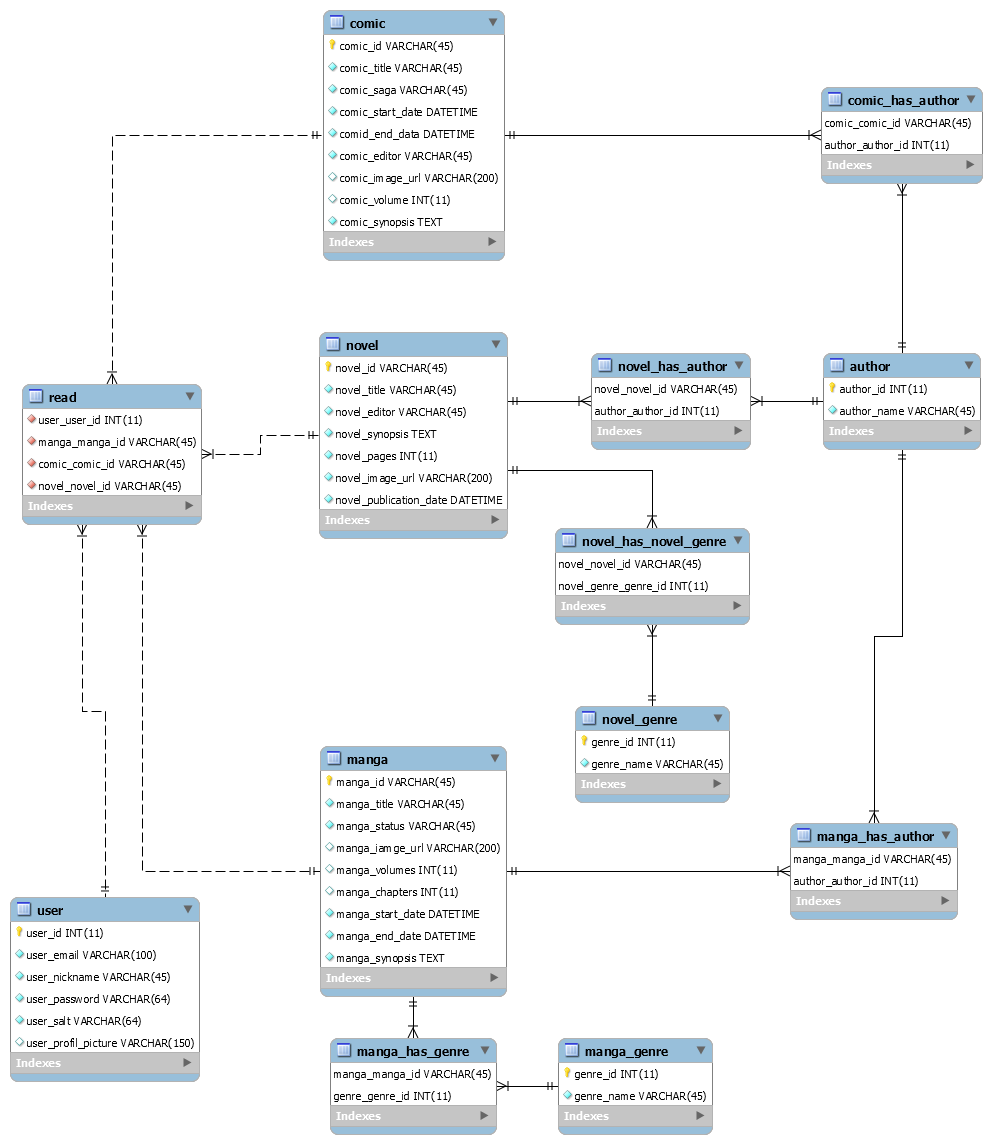 comic
comic_id VARCHAR(45)
comic_title VARCHAR(45)
comic_saga VARCHAR(45)
comic_start_date DATETIME
comid_end_data DATETIME
comic_editor VARCHAR(45)
comic_image_url VARCHAR(200)
comic_volume INT(11)
comic_synopsis TEXT
Indexes
comic_has_author
comic_comic_id VARCHAR(45)
author_author_id INT(11)
Indexes
read
user_user_id INT(11)
manga_manga_id VARCHAR(45)
comic_comic_id VARCHAR(45)
novel_novel_id VARCHAR(45)
Indexes
novel
novel_id VARCHAR(45)
novel_title VARCHAR(45)
novel_editor VARCHAR(45)
novel_synopsis TEXT
novel_pages INT(11)
novel_image_url VARCHAR(200)
novel_publication_date DATETIME
Indexes
novel_has_author
novel_novel_id VARCHAR(45)
author_author_id INT(11)
Indexes
author
author_id INT(11)
author_name VARCHAR(45)
Indexes
novel_has_novel_genre
novel_novel_id VARCHAR(45)
novel_genre_genre_id INT(11)
Indexes
novel_genre
genre_id INT(11)
genre_name VARCHAR(45)
Indexes
manga
manga_id VARCHAR(45)
manga_title VARCHAR(45)
manga_status VARCHAR(45)
manga_iamge_url VARCHAR(200)
manga_volumes INT(11)
manga_chapters INT(11)
manga_start_date DATETIME
manga_end_date DATETIME
manga_synopsis TEXT
Indexes
manga_has_author
manga_manga_id VARCHAR(45)
author_author_id INT(11)
Indexes
user
user_id INT(11)
user_email VARCHAR(100)
user_nickname VARCHAR(45)
user_password VARCHAR(64)
user_salt VARCHAR(64)
user_profil_picture VARCHAR(150)
Indexes
manga_has_genre
manga_manga_id VARCHAR(45)
genre_genre_id INT(11)
Indexes
manga_genre
genre_id INT(11)
genre_name VARCHAR(45)
Indexes